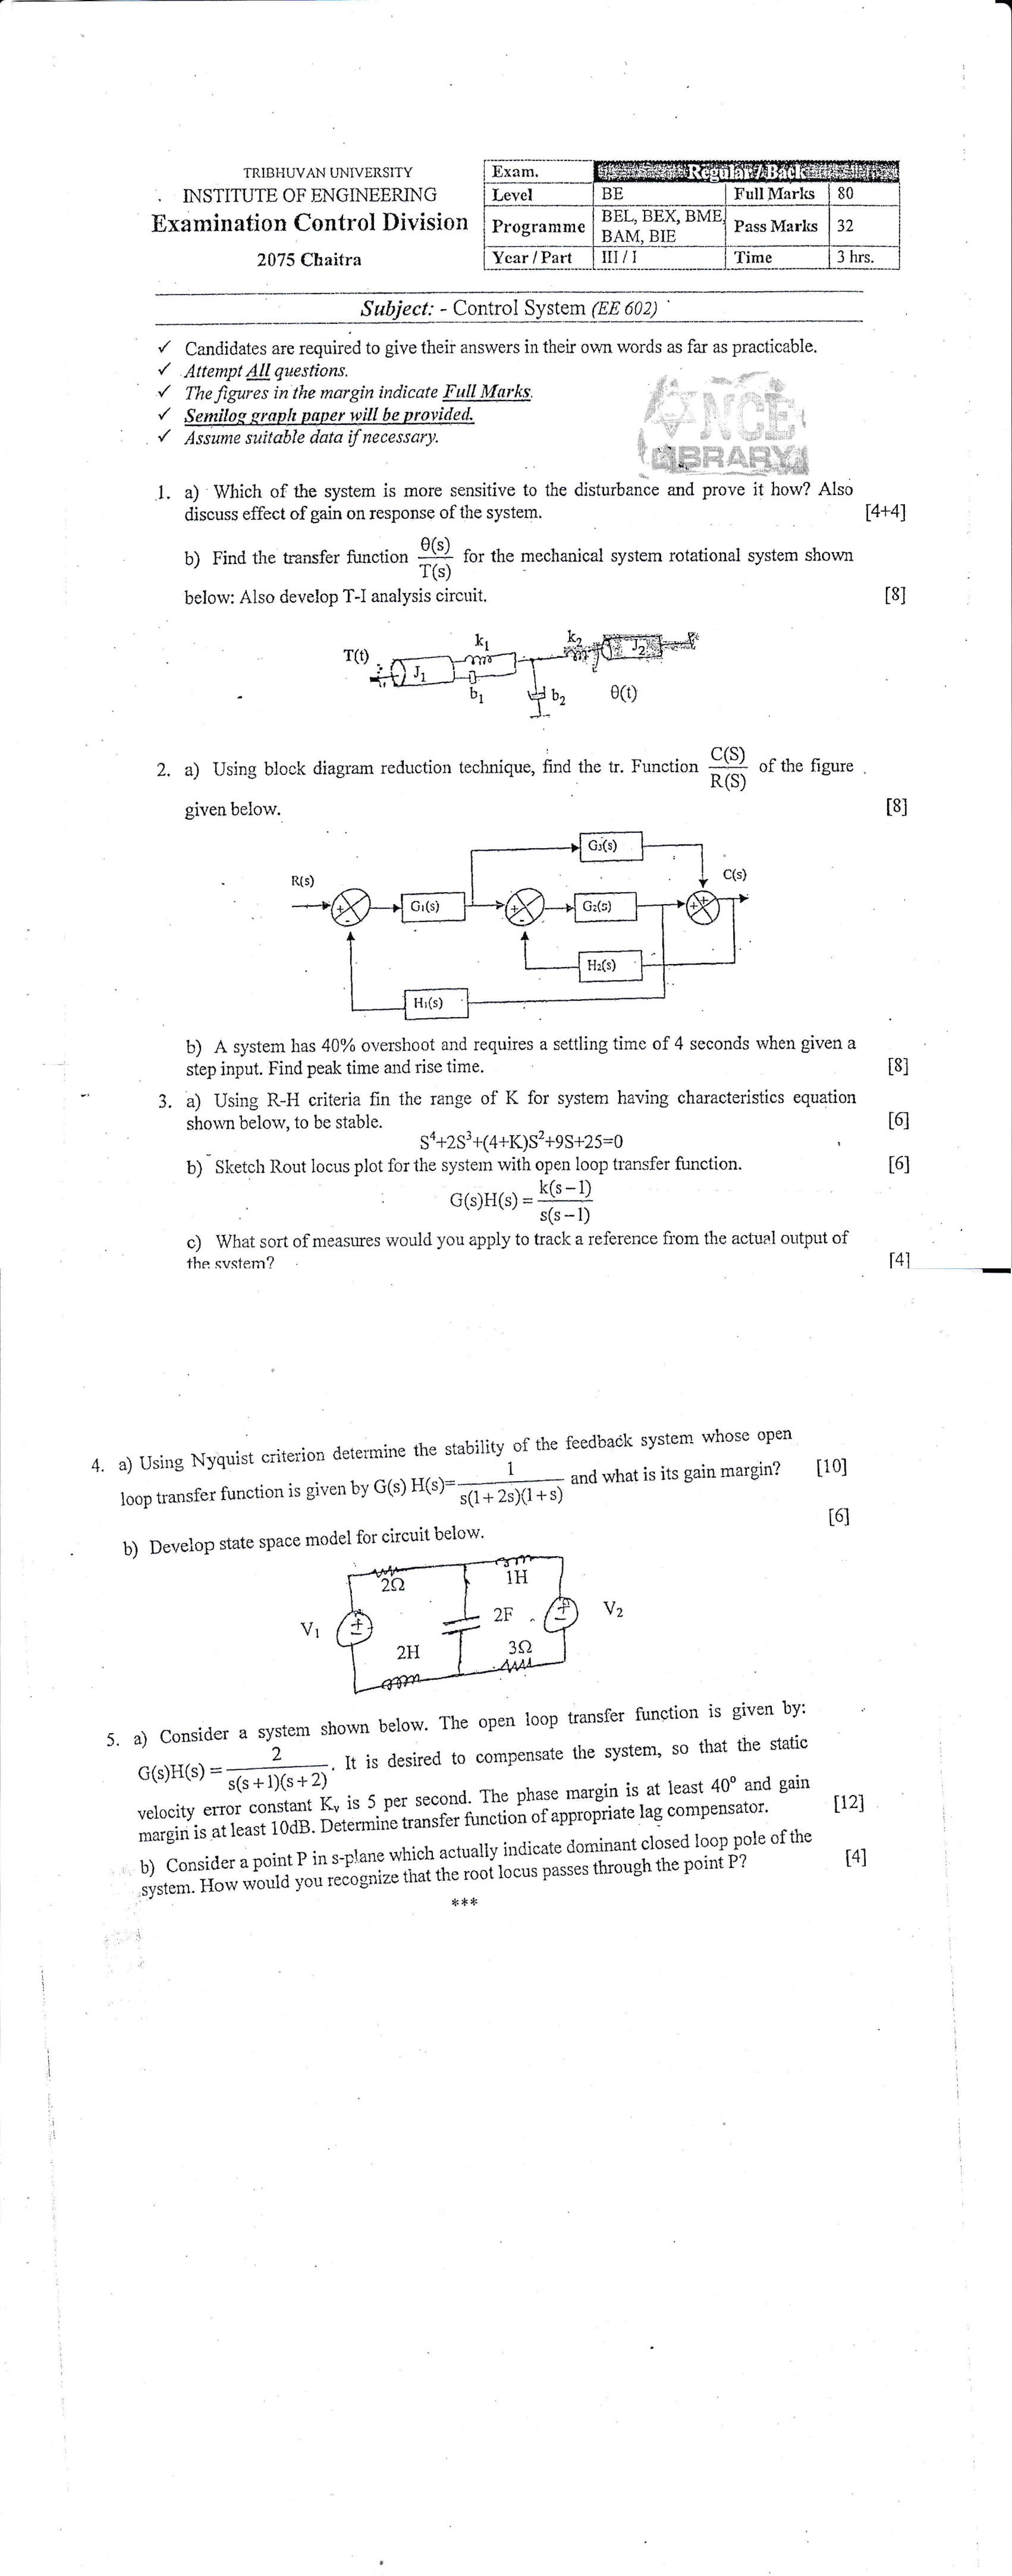 TRIBHUVAN UNIVERSITY
INSTITUTE OF ENGINEERING
Examination Control Division
2075 Chaitra
Exam. Regular / Back
Level BE Full Marks 80
Programme BEL, BEX, BME, BAM, BIE Pass Marks 32
Year / Part III / I Time 3 hrs.
Subject: - Control System (EE 602)
✓ Candidates are required to give their answers in their own words as far as practicable.
✓ Attempt All questions.
✓ The figures in the margin indicate Full Marks.
✓ Semilog graph paper will be provided.
✓ Assume suitable data if necessary.
NCE
LIBRARY
1. a) Which of the system is more sensitive to the disturbance and prove it how? Also
discuss effect of gain on response of the system. [4+4]
b) Find the transfer function θ(s)/T(s) for the mechanical system rotational system shown
below: Also develop T-I analysis circuit. [8]
T(t) J1 k1 b1 b2 k2 J2 θ(t)
2. a) Using block diagram reduction technique, find the tr. Function C(S)/R(S) of the figure
given below. [8]
G3(s)
R(s) C(s)
+ - G1(s) + - G2(s) + +
H2(s)
H1(s)
b) A system has 40% overshoot and requires a settling time of 4 seconds when given a
step input. Find peak time and rise time. [8]
3. a) Using R-H criteria fin the range of K for system having characteristics equation
shown below, to be stable. [6]
S⁴+2S³+(4+K)S²+9S+25=0
b) Sketch Rout locus plot for the system with open loop transfer function. [6]
G(s)H(s) = k(s-1)/s(s-1)
c) What sort of measures would you apply to track a reference from the actual output of
the system? [4]
4. a) Using Nyquist criterion determine the stability of the feedback system whose open
loop transfer function is given by G(s) H(s)= 1/s(1+2s)(1+s) and what is its gain margin? [10]
b) Develop state space model for circuit below. [6]
2Ω 1H
V1 + - 2F + - V2
2H 3Ω
5. a) Consider a system shown below. The open loop transfer function is given by:
G(s)H(s) = 2/s(s+1)(s+2). It is desired to compensate the system, so that the static
velocity error constant Kv is 5 per second. The phase margin is at least 40° and gain
margin is at least 10dB. Determine transfer function of appropriate lag compensator. [12]
b) Consider a point P in s-plane which actually indicate dominant closed loop pole of the
system. How would you recognize that the root locus passes through the point P? [4]
***